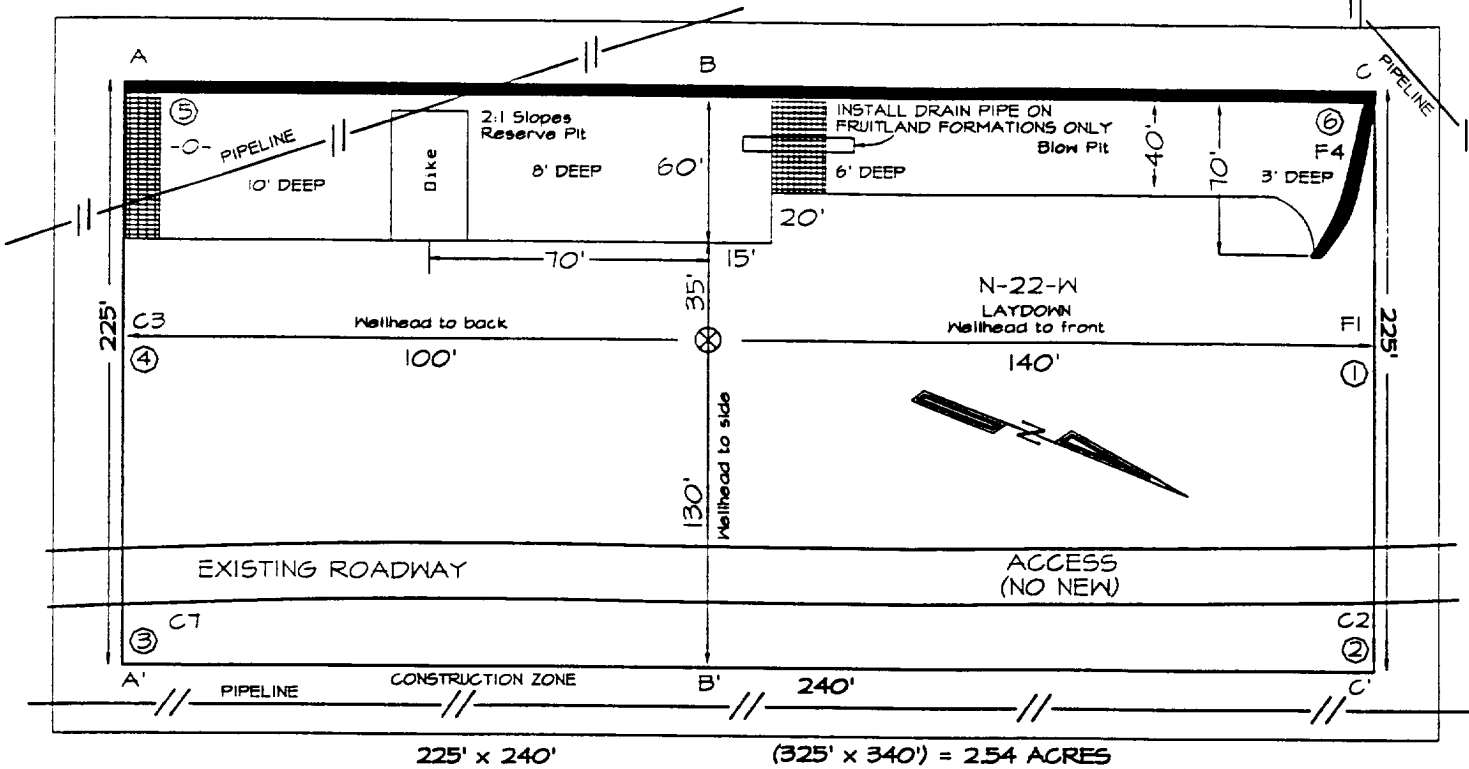 A
B
C
PIPELINE
⑤
-O-
PIPELINE
10' DEEP
Dike
2:1 Slopes
Reserve Pit
8' DEEP
60'
INSTALL DRAIN PIPE ON
FRUITLAND FORMATIONS ONLY
Blow Pit
6' DEEP
40'
70'
⑥
F4
3' DEEP
20'
70'
15'
35'
225'
C3
Wellhead to back
④
100'
N-22-W
LAYDOWN
Wellhead to front
140'
F1
225'
①
130'
Wellhead to side
N
EXISTING ROADWAY
ACCESS
(NO NEW)
C7
③
C2
②
A'
PIPELINE
CONSTRUCTION ZONE
B'
240'
C'
225' x 240'
(325' x 340') = 2.54 ACRES